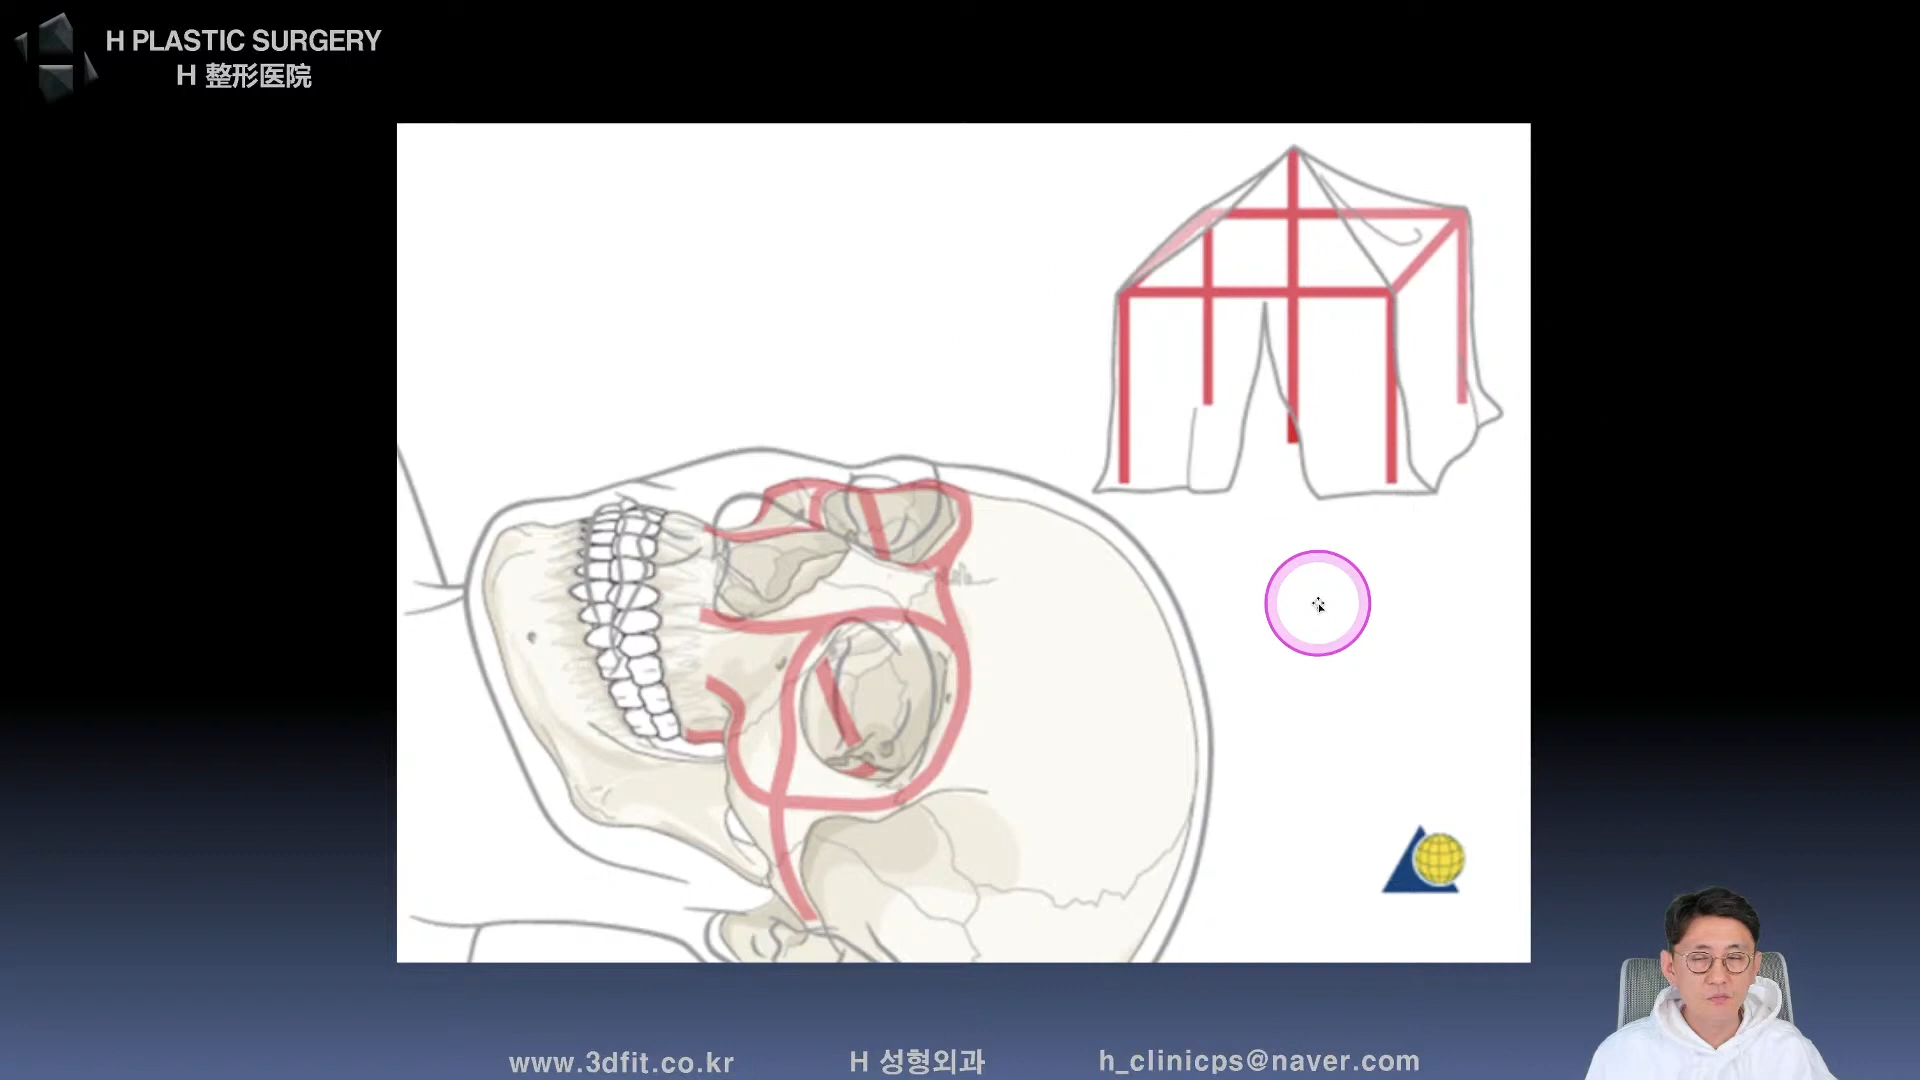 H PLASTIC SURGERY
H 整形医院
www.3dfit.co.kr
H 성형외과
h_clinicps@naver.com